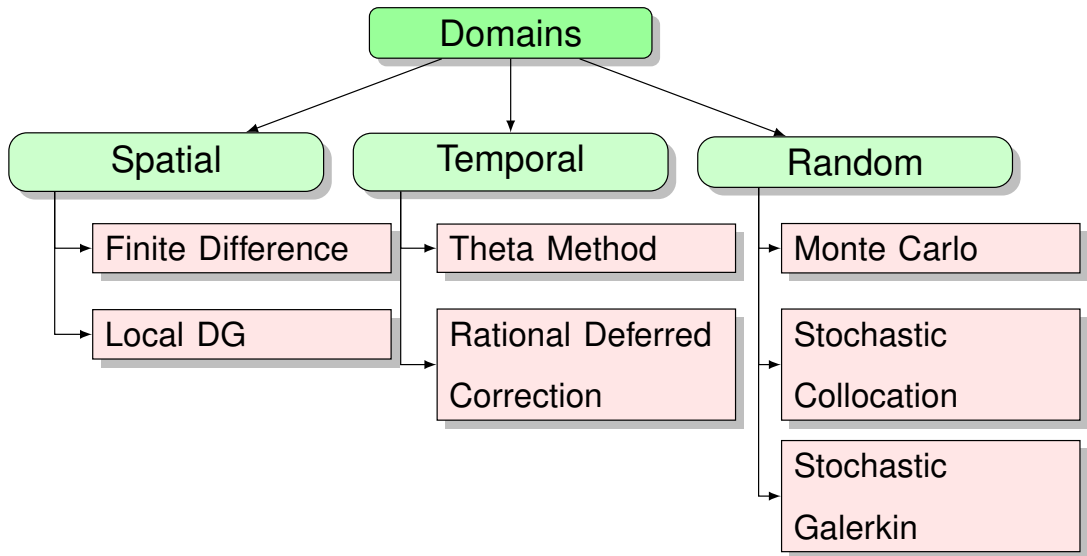 Domains
Spatial
Temporal
Random
Finite Difference
Theta Method
Monte Carlo
Local DG
Rational Deferred
Correction
Stochastic
Collocation
Stochastic
Galerkin